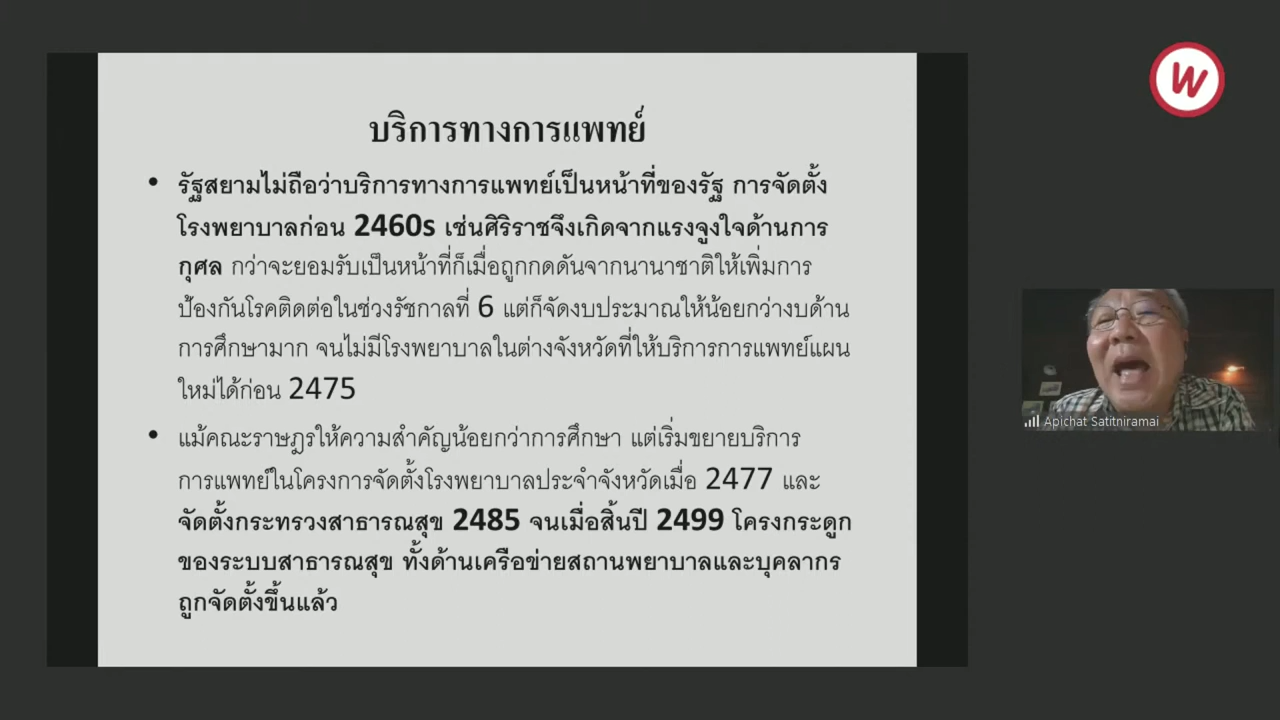 บริการทางการแพทย์
• รัฐสยามไม่ถือว่าบริการทางการแพทย์เป็นหน้าที่ของรัฐ การจัดตั้ง
โรงพยาบาลก่อน 2460s เช่นศิริราชจึงเกิดจากแรงจูงใจด้านการ
กุศล กว่าจะยอมรับเป็นหน้าที่ก็เมื่อถูกกดดันจากนานาชาติให้เพิ่มการ
ป้องกันโรคติดต่อในช่วงรัชกาลที่ 6 แต่ก็จัดงบประมาณให้น้อยกว่างบด้าน
การศึกษามาก จนไม่มีโรงพยาบาลในต่างจังหวัดที่ให้บริการการแพทย์แผน
ใหม่ได้ก่อน 2475
• แม้คณะราษฎรให้ความสำคัญน้อยกว่าการศึกษา แต่เริ่มขยายบริการ
การแพทย์ในโครงการจัดตั้งโรงพยาบาลประจำจังหวัดเมื่อ 2477 และ
จัดตั้งกระทรวงสาธารณสุข 2485 จนเมื่อสิ้นปี 2499 โครงกระดูก
ของระบบสาธารณสุข ทั้งด้านเครือข่ายสถานพยาบาลและบุคลากร
ถูกจัดตั้งขึ้นแล้ว
W
Apichat Satitniramai